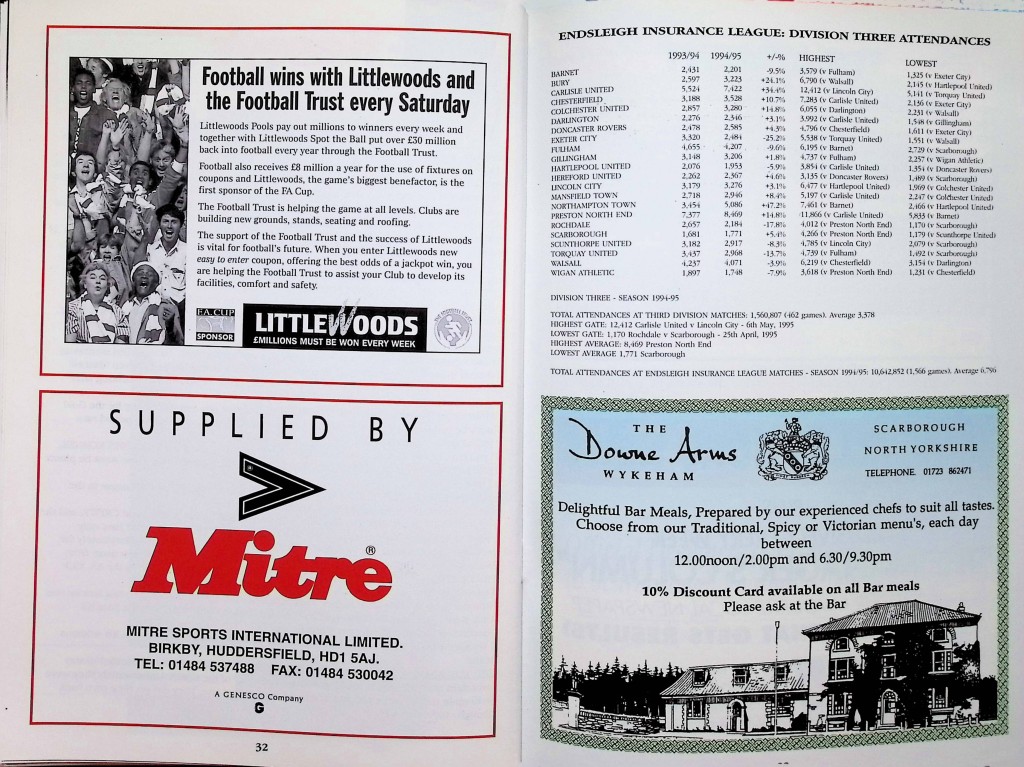 Football wins with Littlewoods and
the Football Trust every Saturday
Littlewoods Pools pay out millions to winners every week and
together with Littlewoods Spot the Ball put over £30 million
back into football every year through the Football Trust.
Football also receives £8 million a year for the use of fixtures on
coupons and Littlewoods, the game's biggest benefactor, is the
first sponsor of the FA Cup.
The Football Trust is helping the game at all levels. Clubs are
building new grounds, stands, seating and roofing.
The support of the Football Trust and the success of Littlewoods
is vital for football's future. When you enter Littlewoods new
easy to enter coupon, offering the best odds of a jackpot win, you
are helping the Football Trust to assist your Club to develop its
facilities, comfort and safety.
F.A.CUP
SPONSOR
LITTLEWOODS
£MILLIONS MUST BE WON EVERY WEEK
SUPPLIED BY
Mitre®
MITRE SPORTS INTERNATIONAL LIMITED.
BIRKBY, HUDDERSFIELD, HD1 5AJ.
TEL: 01484 537488 FAX: 01484 530042
A GENESCO Company
G
32
ENDSLEIGH INSURANCE LEAGUE: DIVISION THREE ATTENDANCES
1993/94 1994/95 +/-% HIGHEST LOWEST
BARNET 2,431 2,201 -9.5% 3,579 (v Fulham) 1,325 (v Exeter City)
BURY 2,597 3,223 +24.1% 6,790 (v Walsall) 2,145 (v Hartlepool United)
CARLISLE UNITED 5,524 7,422 +34.4% 12,412 (v Lincoln City) 5,141 (v Torquay United)
CHESTERFIELD 3,188 3,528 +10.7% 7,283 (v Carlisle United) 2,136 (v Exeter City)
COLCHESTER UNITED 2,857 3,280 +14.8% 6,055 (v Darlington) 2,231 (v Walsall)
DARLINGTON 2,276 2,346 +3.1% 3,992 (v Carlisle United) 1,548 (v Gillingham)
DONCASTER ROVERS 2,478 2,585 +4.3% 4,796 (v Chesterfield) 1,611 (v Exeter City)
EXETER CITY 3,320 2,484 -25.2% 5,538 (v Torquay United) 1,551 (v Walsall)
FULHAM 4,655 4,207 -9.6% 6,195 (v Barnet) 2,729 (v Scarborough)
GILLINGHAM 3,148 3,206 +1.8% 4,737 (v Fulham) 2,257 (v Wigan Athletic)
HARTLEPOOL UNITED 2,076 1,953 -5.9% 3,854 (v Carlisle United) 1,354 (v Doncaster Rovers)
HEREFORD UNITED 2,262 2,367 +4.6% 3,135 (v Doncaster Rovers) 1,489 (v Scarborough)
LINCOLN CITY 3,179 3,276 +3.1% 6,477 (v Hartlepool United) 1,969 (v Colchester United)
MANSFIELD TOWN 2,718 2,946 +8.4% 5,197 (v Carlisle United) 2,247 (v Colchester United)
NORTHAMPTON TOWN 3,454 5,086 +47.2% 7,461 (v Barnet) 2,466 (v Hartlepool United)
PRESTON NORTH END 7,377 8,469 +14.8% 11,866 (v Carlisle United) 5,833 (v Barnet)
ROCHDALE 2,657 2,184 -17.8% 4,012 (v Preston North End) 1,170 (v Scarborough)
SCARBOROUGH 1,681 1,771 +5.4% 4,266 (v Preston North End) 1,179 (v Scunthorpe United)
SCUNTHORPE UNITED 3,182 2,917 -8.3% 4,785 (v Lincoln City) 2,079 (v Scarborough)
TORQUAY UNITED 3,437 2,968 -13.7% 4,739 (v Fulham) 1,492 (v Scarborough)
WALSALL 4,237 4,071 -3.9% 6,219 (v Chesterfield) 3,154 (v Darlington)
WIGAN ATHLETIC 1,897 1,748 -7.9% 3,618 (v Preston North End) 1,231 (v Chesterfield)
DIVISION THREE - SEASON 1994-95
TOTAL ATTENDANCES AT THIRD DIVISION MATCHES: 1,560,807 (462 games). Average 3,378
HIGHEST GATE: 12,412 Carlisle United v Lincoln City - 6th May, 1995
LOWEST GATE: 1,170 Rochdale v Scarborough - 25th April, 1995
HIGHEST AVERAGE: 8,469 Preston North End
LOWEST AVERAGE 1,771 Scarborough
TOTAL ATTENDANCES AT ENDSLEIGH INSURANCE LEAGUE MATCHES - SEASON 1994/95: 10,642,852 (1,566 games). Average 6,796
THE
Downe Arms
WYKEHAM
SCARBOROUGH
NORTH YORKSHIRE
TELEPHONE. 01723 862471
Delightful Bar Meals, Prepared by our experienced chefs to suit all tastes.
Choose from our Traditional, Spicy or Victorian menu's, each day
between
12.00noon/2.00pm and 6.30/9.30pm
10% Discount Card available on all Bar meals
Please ask at the Bar